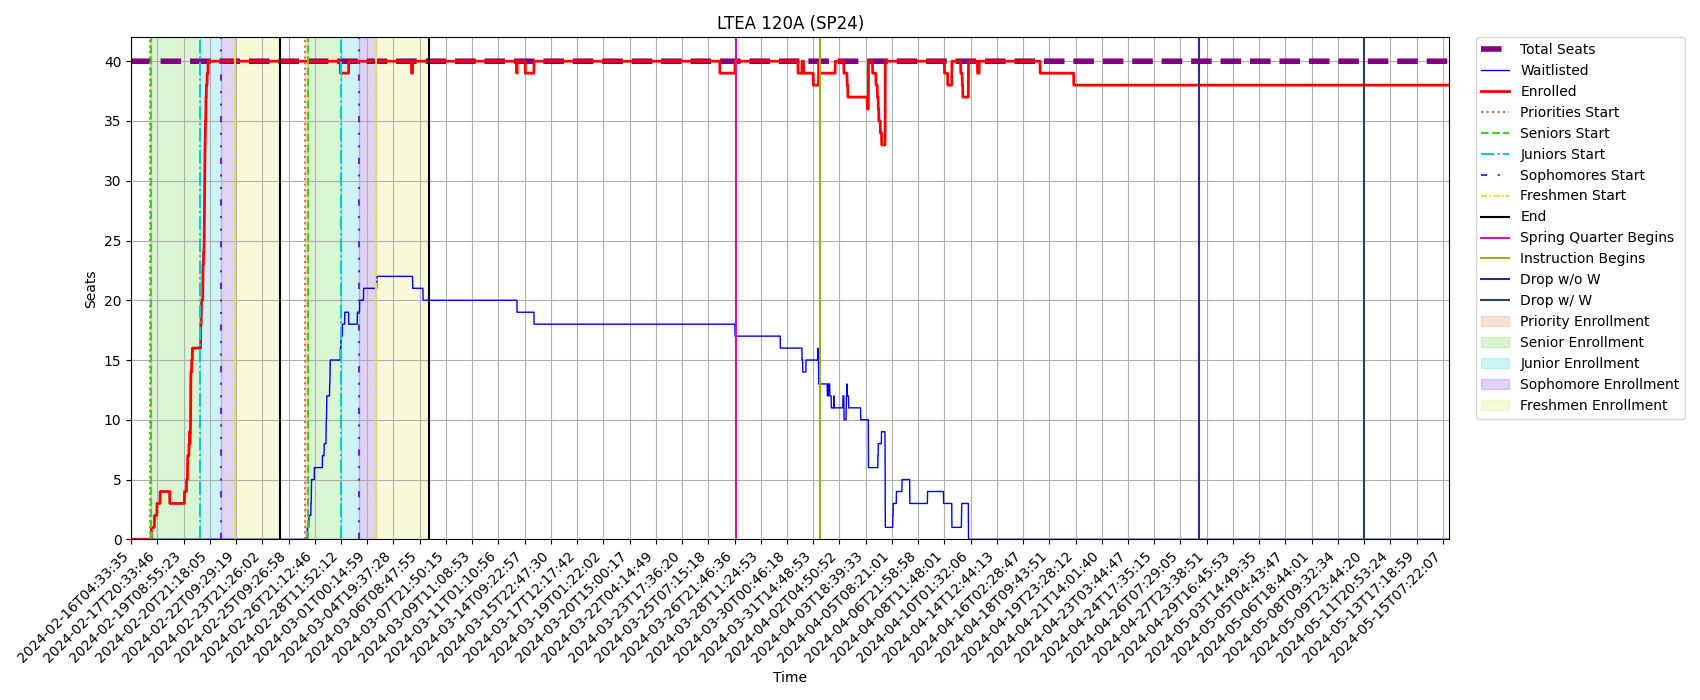 LTEA 120A (SP24)
Seats
40
35
30
25
20
15
10
5
0
2024-02-16T04:33:35
2024-02-17T20:33:46
2024-02-19T08:55:23
2024-02-20T21:18:05
2024-02-22T09:29:19
2024-02-23T21:26:02
2024-02-25T09:26:58
2024-02-26T21:12:46
2024-02-28T11:52:12
2024-03-01T00:14:59
2024-03-04T19:37:28
2024-03-06T08:47:55
2024-03-07T21:50:15
2024-03-09T11:08:53
2024-03-11T01:10:56
2024-03-14T09:22:57
2024-03-15T22:47:30
2024-03-17T12:17:42
2024-03-19T01:22:02
2024-03-20T15:00:17
2024-03-22T04:14:49
2024-03-23T17:36:20
2024-03-25T07:15:18
2024-03-26T21:46:36
2024-03-28T11:24:53
2024-03-30T00:46:18
2024-03-31T14:48:53
2024-04-02T04:50:52
2024-04-03T18:39:33
2024-04-05T08:21:01
2024-04-06T21:58:58
2024-04-08T11:48:01
2024-04-10T01:32:06
2024-04-14T12:44:13
2024-04-16T02:28:47
2024-04-18T09:43:51
2024-04-19T23:28:12
2024-04-21T14:01:40
2024-04-23T03:44:47
2024-04-24T17:35:15
2024-04-26T07:29:05
2024-04-27T23:38:51
2024-04-29T16:45:53
2024-05-03T14:49:35
2024-05-05T04:43:47
2024-05-06T18:44:01
2024-05-08T09:32:34
2024-05-09T23:44:20
2024-05-11T20:53:24
2024-05-13T17:18:59
2024-05-15T07:22:07
Time
Total Seats
Waitlisted
Enrolled
Priorities Start
Seniors Start
Juniors Start
Sophomores Start
Freshmen Start
End
Spring Quarter Begins
Instruction Begins
Drop w/o W
Drop w/ W
Priority Enrollment
Senior Enrollment
Junior Enrollment
Sophomore Enrollment
Freshmen Enrollment